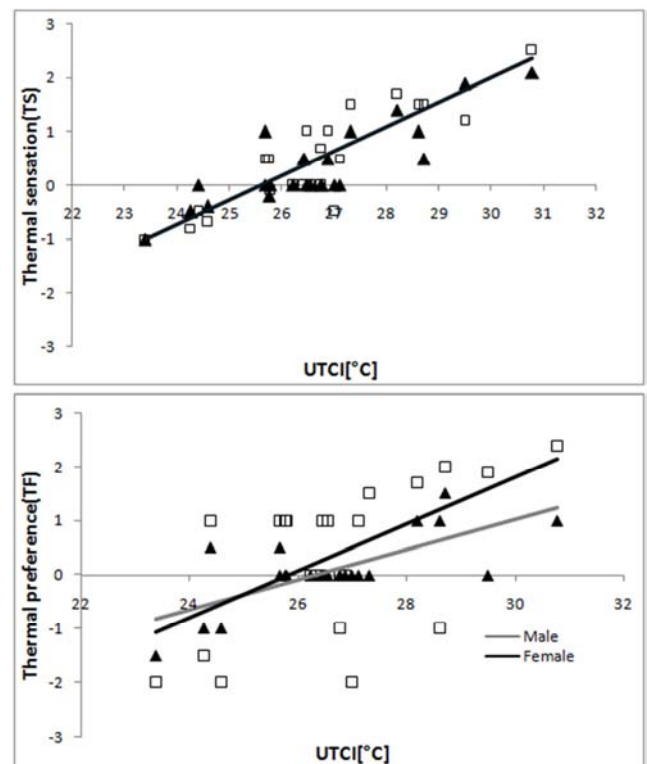 3
2
1
0
-1
-2
-3
22 23 24 25 26 27 28 29 30 31 32
Thermal sensation(TS)
UTCI[°C]
3
2
1
0
-1
-2
-3
22 24 26 28 30 32
Thermal preference(TF)
Male
Female
UTCI[°C]